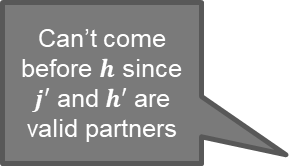 Can’t come
before h since
j′ and h′ are
valid partners